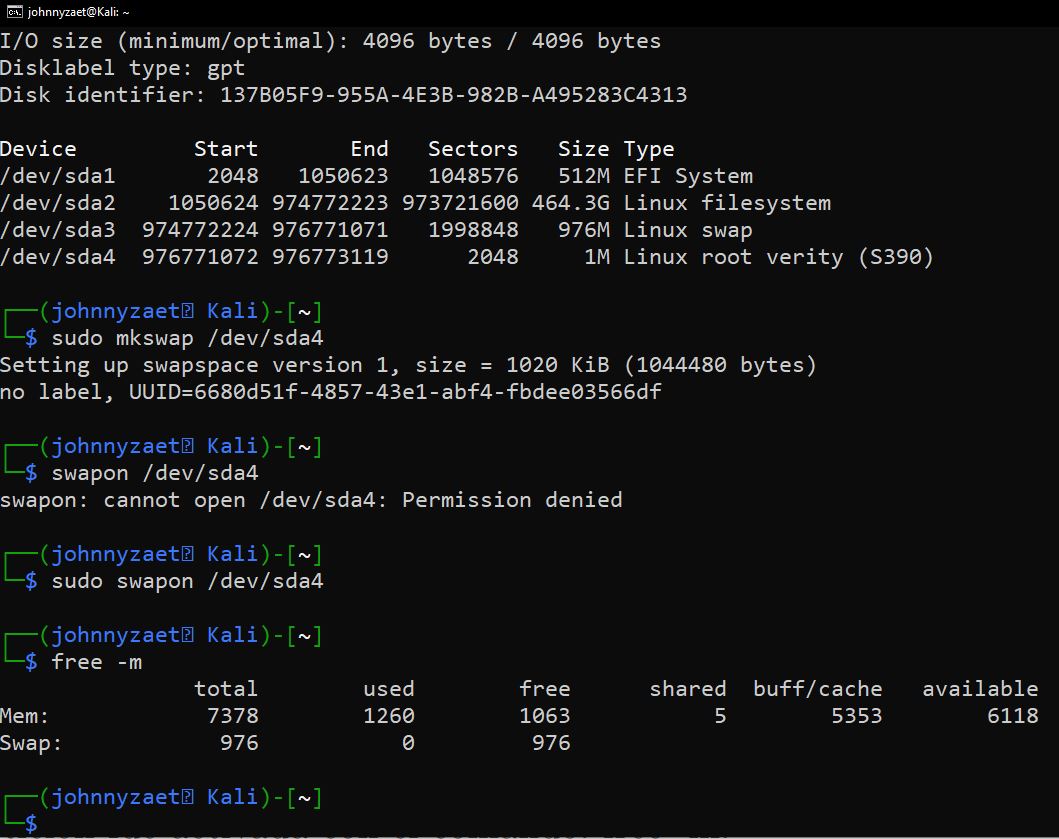 johnnyzaet@Kali: ~
I/O size (minimum/optimal): 4096 bytes / 4096 bytes
Disklabel type: gpt
Disk identifier: 137B05F9-955A-4E3B-982B-A495283C4313
Device Start End Sectors Size Type
/dev/sda1 2048 1050623 1048576 512M EFI System
/dev/sda2 1050624 974772223 973721600 464.3G Linux filesystem
/dev/sda3 974772224 976771071 1998848 976M Linux swap
/dev/sda4 976771072 976773119 2048 1M Linux root verity (S390)
┌──(johnnyzaet⍰ Kali)-[~]
└─$ sudo mkswap /dev/sda4
Setting up swapspace version 1, size = 1020 KiB (1044480 bytes)
no label, UUID=6680d51f-4857-43e1-abf4-fbdee03566df
┌──(johnnyzaet⍰ Kali)-[~]
└─$ swapon /dev/sda4
swapon: cannot open /dev/sda4: Permission denied
┌──(johnnyzaet⍰ Kali)-[~]
└─$ sudo swapon /dev/sda4
┌──(johnnyzaet⍰ Kali)-[~]
└─$ free -m
total used free shared buff/cache available
Mem: 7378 1260 1063 5 5353 6118
Swap: 976 0 976
┌──(johnnyzaet⍰ Kali)-[~]
└─$